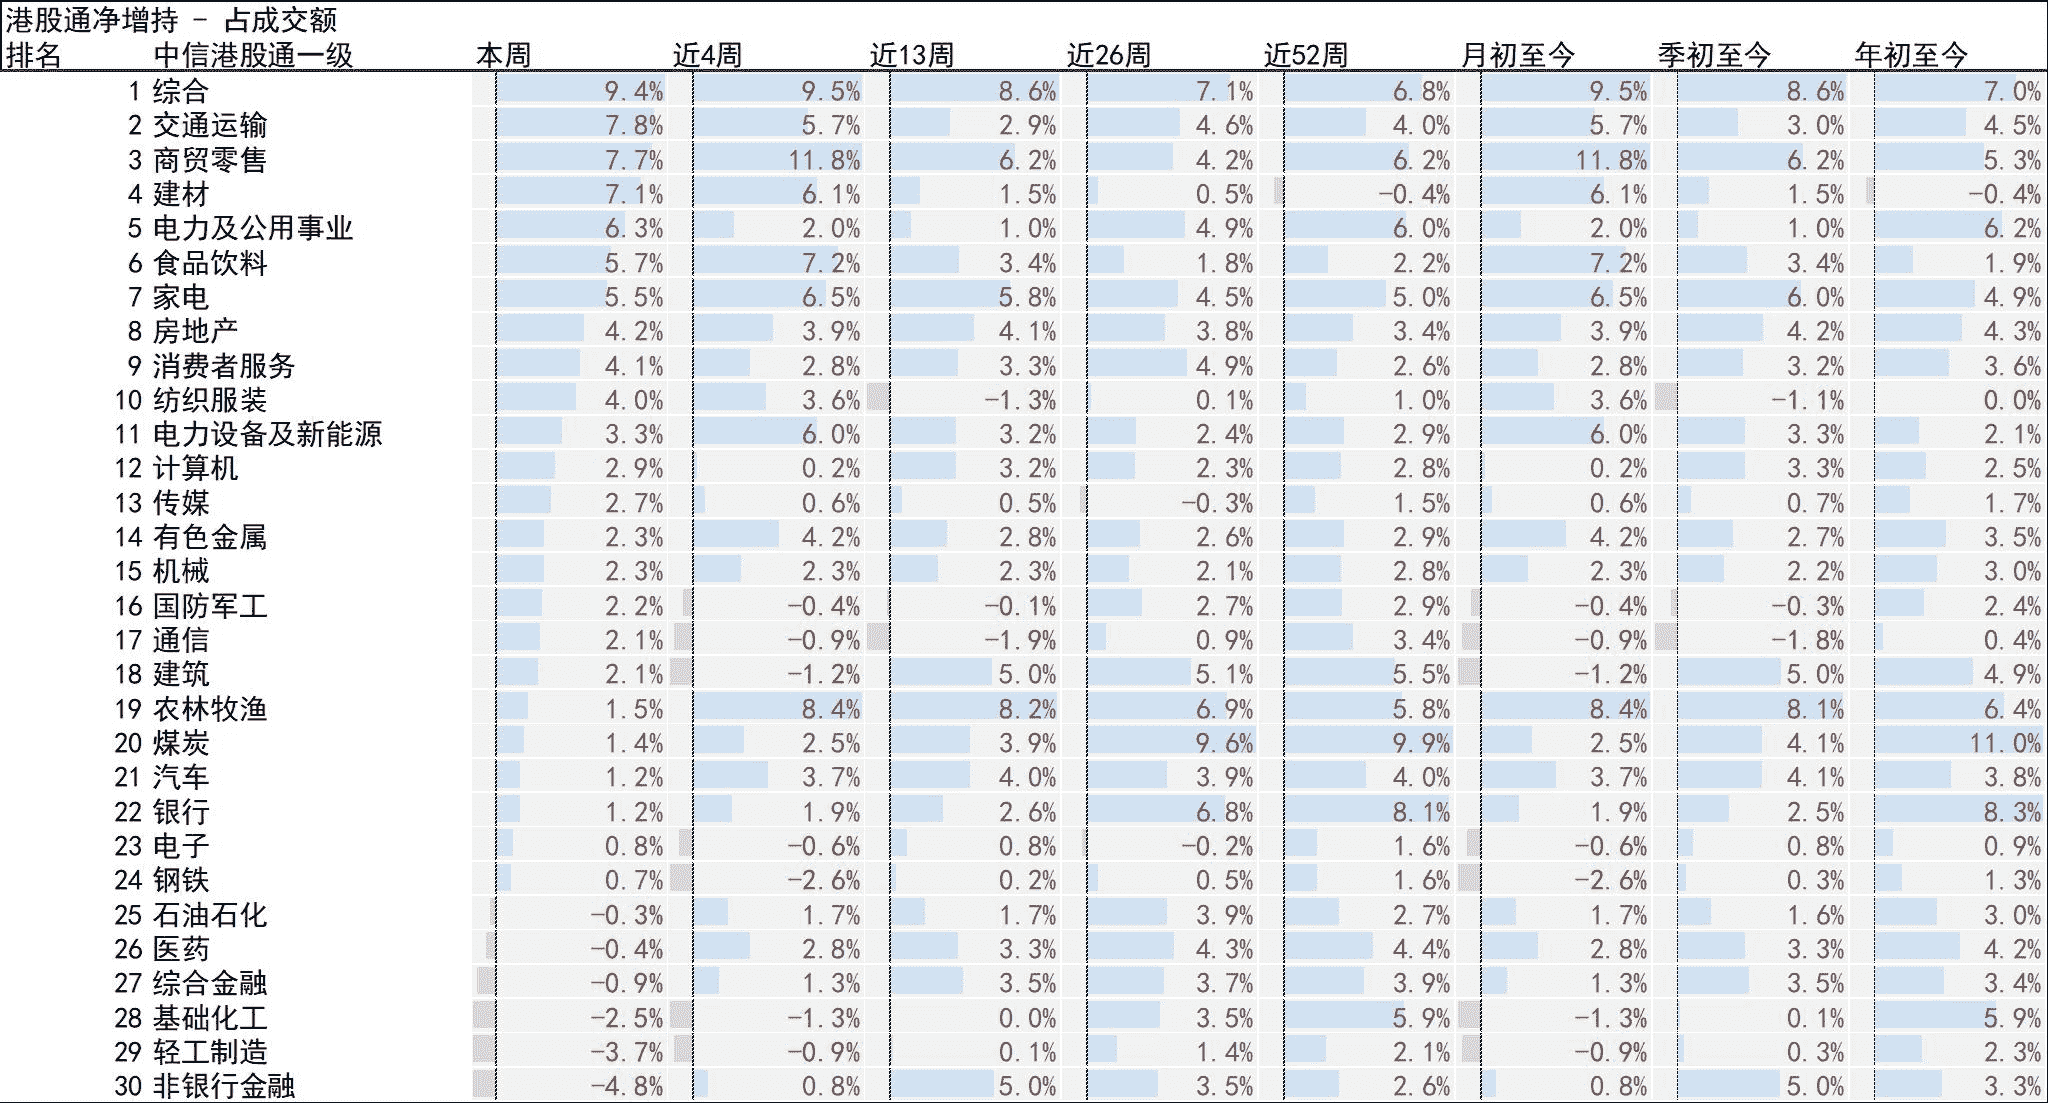 港股通净增持 - 占成交额
排名 中信港股通一级 本周 近4周 近13周 近26周 近52周 月初至今 季初至今 年初至今
1 综合 9.4% 9.5% 8.6% 7.1% 6.8% 9.5% 8.6% 7.0%
2 交通运输 7.8% 5.7% 2.9% 4.6% 4.0% 5.7% 3.0% 4.5%
3 商贸零售 7.7% 11.8% 6.2% 4.2% 6.2% 11.8% 6.2% 5.3%
4 建材 7.1% 6.1% 1.5% 0.5% -0.4% 6.1% 1.5% -0.4%
5 电力及公用事业 6.3% 2.0% 1.0% 4.9% 6.0% 2.0% 1.0% 6.2%
6 食品饮料 5.7% 7.2% 3.4% 1.8% 2.2% 7.2% 3.4% 1.9%
7 家电 5.5% 6.5% 5.8% 4.5% 5.0% 6.5% 6.0% 4.9%
8 房地产 4.2% 3.9% 4.1% 3.8% 3.4% 3.9% 4.2% 4.3%
9 消费者服务 4.1% 2.8% 3.3% 4.9% 2.6% 2.8% 3.2% 3.6%
10 纺织服装 4.0% 3.6% -1.3% 0.1% 1.0% 3.6% -1.1% 0.0%
11 电力设备及新能源 3.3% 6.0% 3.2% 2.4% 2.9% 6.0% 3.3% 2.1%
12 计算机 2.9% 0.2% 3.2% 2.3% 2.8% 0.2% 3.3% 2.5%
13 传媒 2.7% 0.6% 0.5% -0.3% 1.5% 0.6% 0.7% 1.7%
14 有色金属 2.3% 4.2% 2.8% 2.6% 2.9% 4.2% 2.7% 3.5%
15 机械 2.3% 2.3% 2.3% 2.1% 2.8% 2.3% 2.2% 3.0%
16 国防军工 2.2% -0.4% -0.1% 2.7% 2.9% -0.4% -0.3% 2.4%
17 通信 2.1% -0.9% -1.9% 0.9% 3.4% -0.9% -1.8% 0.4%
18 建筑 2.1% -1.2% 5.0% 5.1% 5.5% -1.2% 5.0% 4.9%
19 农林牧渔 1.5% 8.4% 8.2% 6.9% 5.8% 8.4% 8.1% 6.4%
20 煤炭 1.4% 2.5% 3.9% 9.6% 9.9% 2.5% 4.1% 11.0%
21 汽车 1.2% 3.7% 4.0% 3.9% 4.0% 3.7% 4.1% 3.8%
22 银行 1.2% 1.9% 2.6% 6.8% 8.1% 1.9% 2.5% 8.3%
23 电子 0.8% -0.6% 0.8% -0.2% 1.6% -0.6% 0.8% 0.9%
24 钢铁 0.7% -2.6% 0.2% 0.5% 1.6% -2.6% 0.3% 1.3%
25 石油石化 -0.3% 1.7% 1.7% 3.9% 2.7% 1.7% 1.6% 3.0%
26 医药 -0.4% 2.8% 3.3% 4.3% 4.4% 2.8% 3.3% 4.2%
27 综合金融 -0.9% 1.3% 3.5% 3.7% 3.9% 1.3% 3.5% 3.4%
28 基础化工 -2.5% -1.3% 0.0% 3.5% 5.9% -1.3% 0.1% 5.9%
29 轻工制造 -3.7% -0.9% 0.1% 1.4% 2.1% -0.9% 0.3% 2.3%
30 非银行金融 -4.8% 0.8% 5.0% 3.5% 2.6% 0.8% 5.0% 3.3%